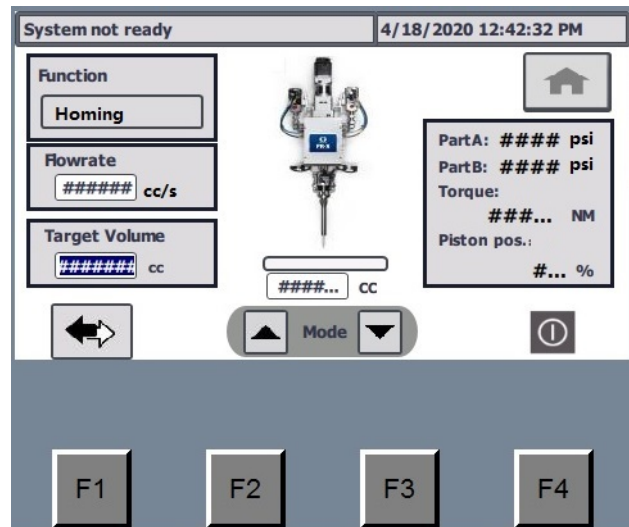 System not ready
4/18/2020 12:42:32 PM
Function
Homing
Flowrate
###### cc/s
Target Volume
####### cc
PR-X
####... cc
PartA: #### psi
PartB: #### psi
Torque:
###... NM
Piston pos.:
#... %
Mode
F1
F2
F3
F4